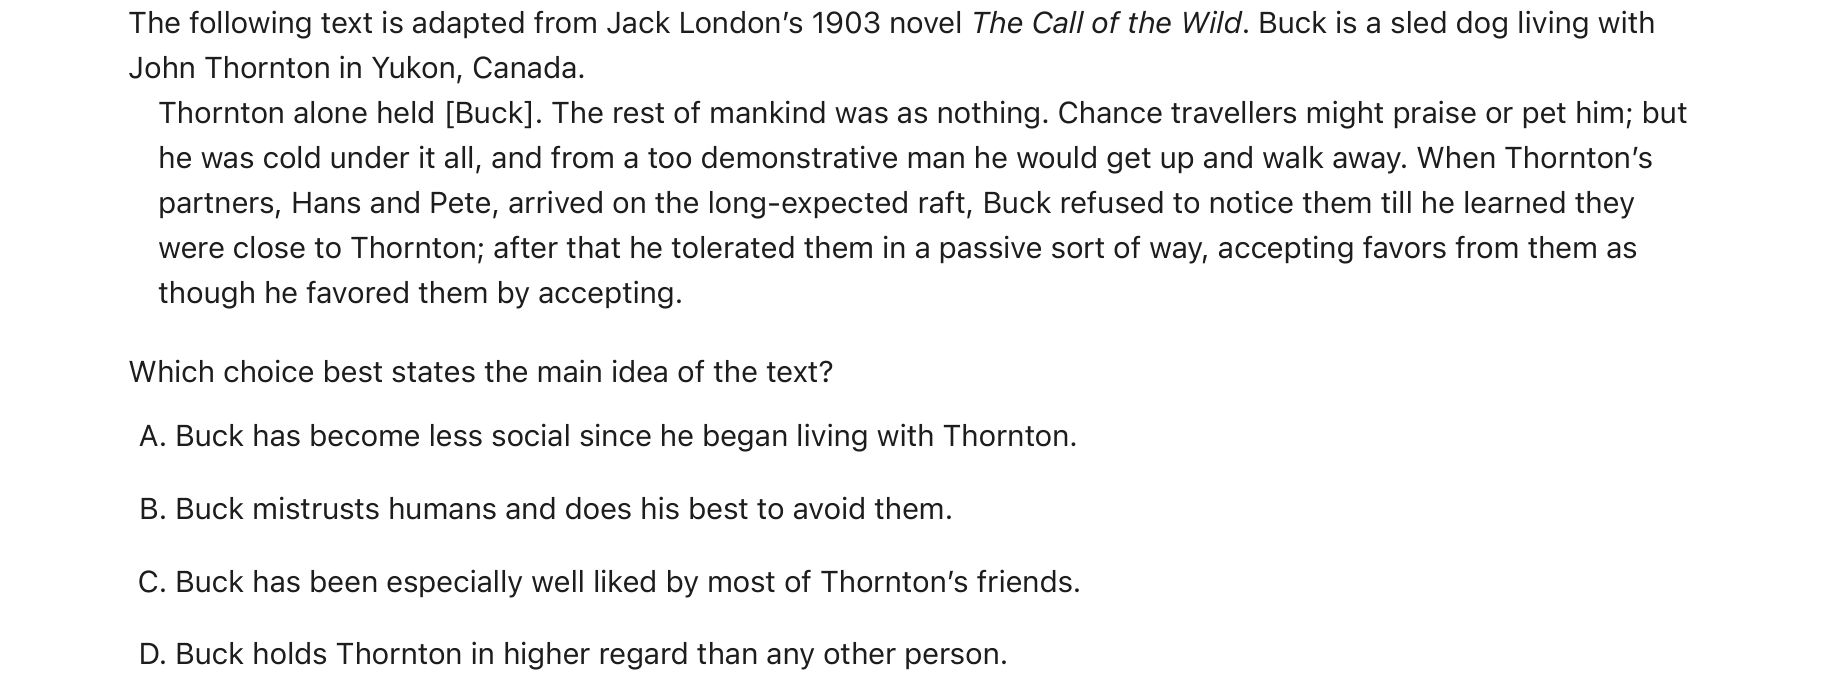 The following text is adapted from Jack London’s 1903 novel The Call of the Wild. Buck is a sled dog living with
John Thornton in Yukon, Canada.
Thornton alone held [Buck]. The rest of mankind was as nothing. Chance travellers might praise or pet him; but
he was cold under it all, and from a too demonstrative man he would get up and walk away. When Thornton’s
partners, Hans and Pete, arrived on the long-expected raft, Buck refused to notice them till he learned they
were close to Thornton; after that he tolerated them in a passive sort of way, accepting favors from them as
though he favored them by accepting.
Which choice best states the main idea of the text?
A. Buck has become less social since he began living with Thornton.
B. Buck mistrusts humans and does his best to avoid them.
C. Buck has been especially well liked by most of Thornton’s friends.
D. Buck holds Thornton in higher regard than any other person.